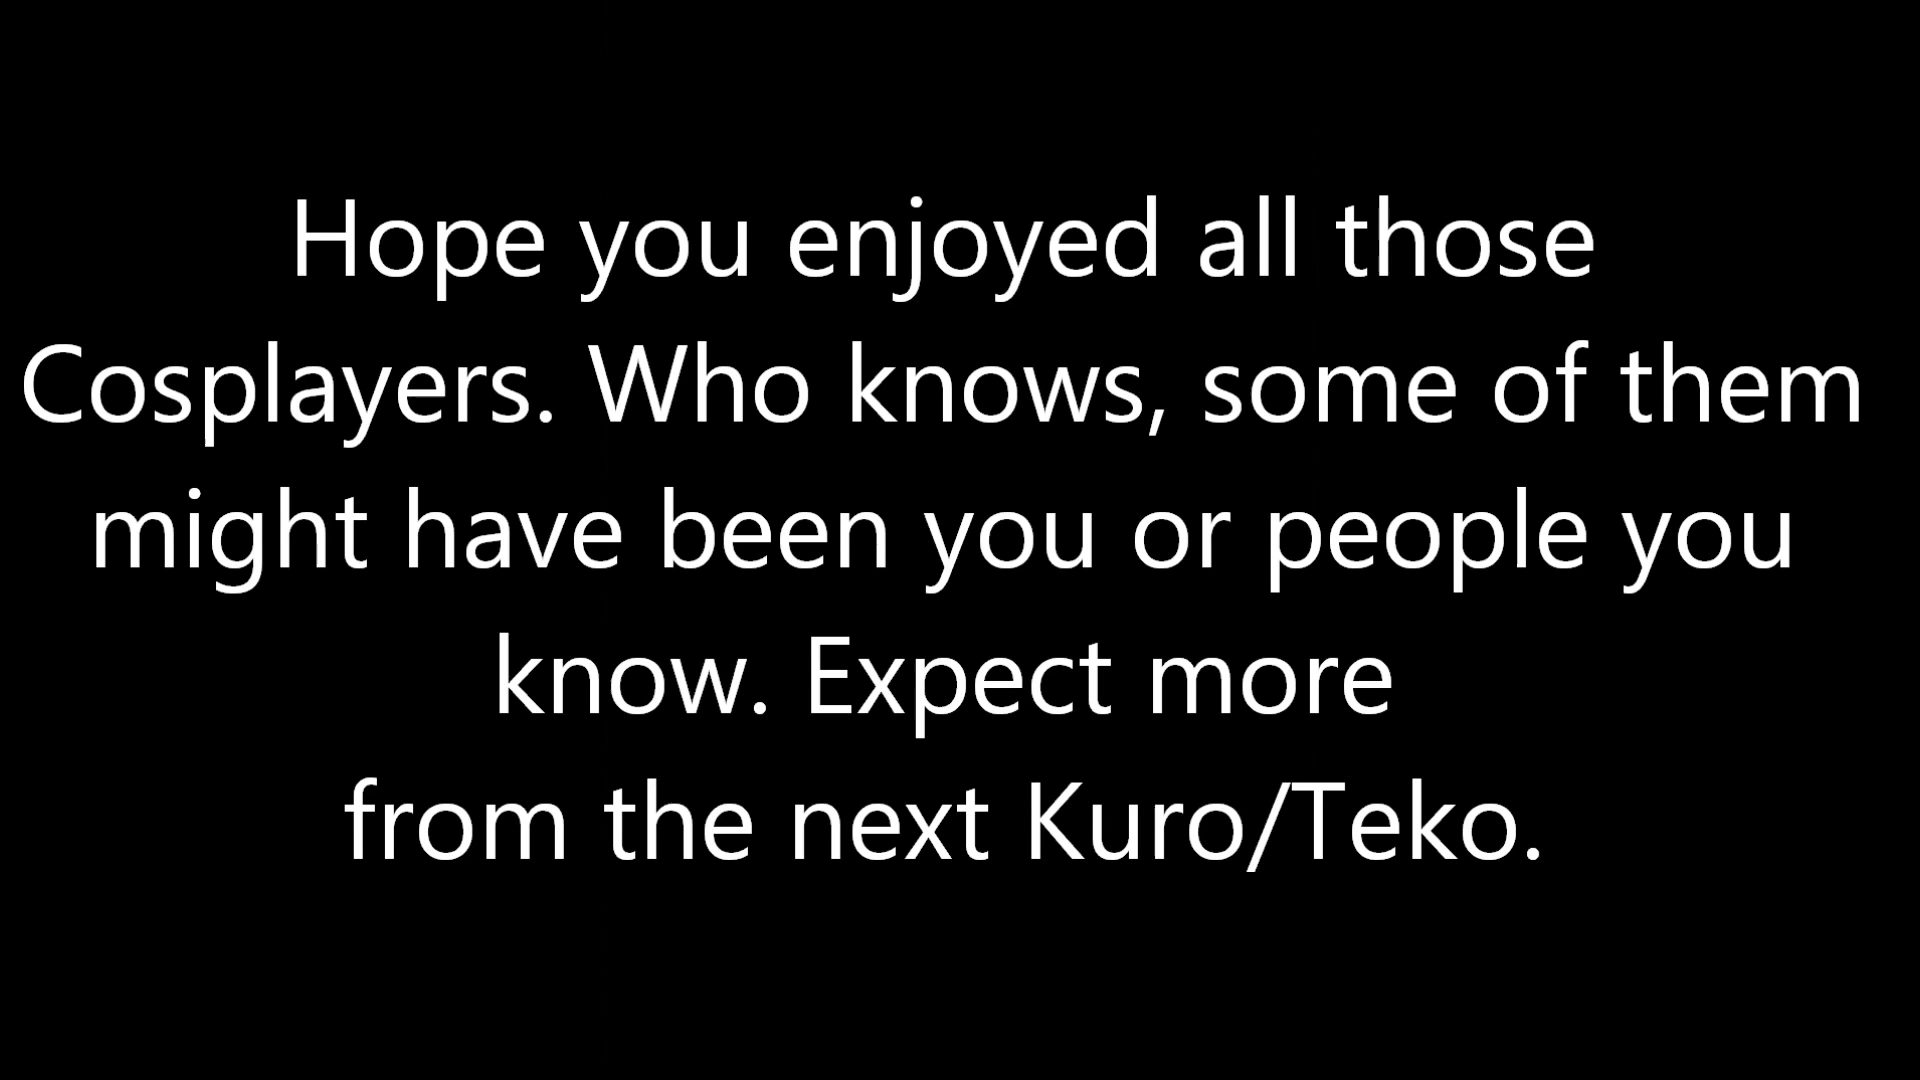 Hope you enjoyed all those
Cosplayers. Who knows, some of them
might have been you or people you
know. Expect more
from the next Kuro/Teko.